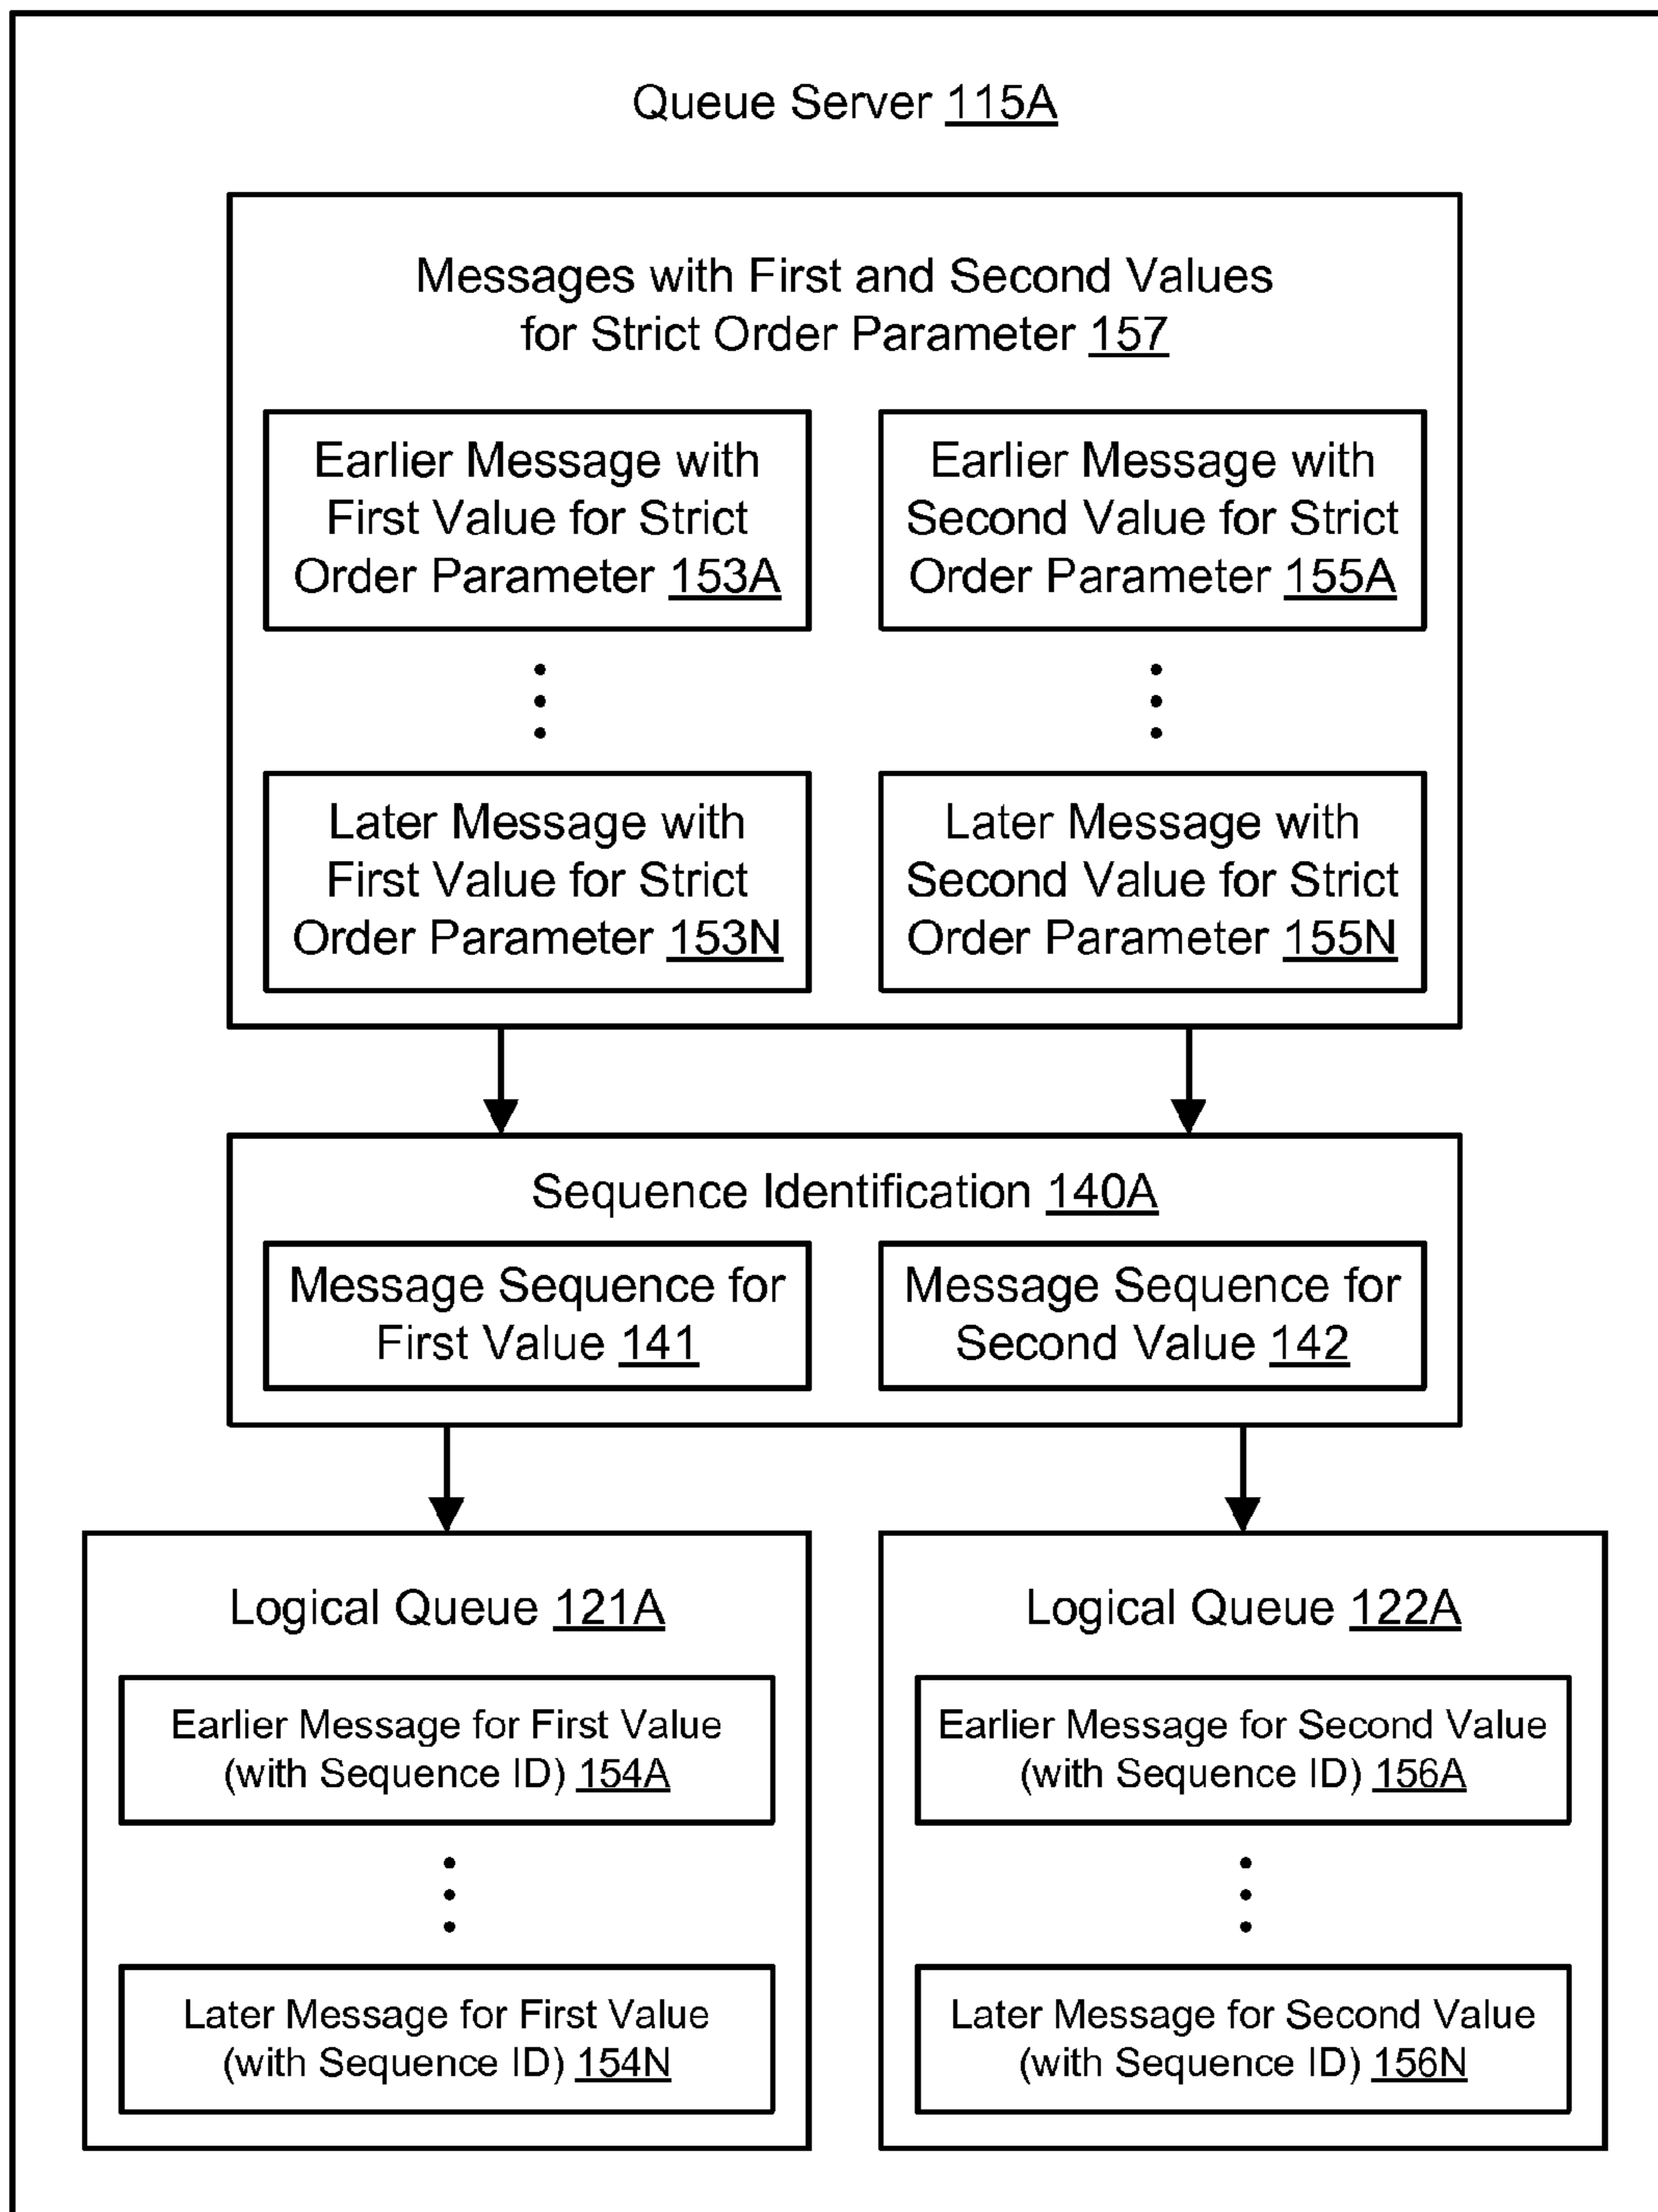 Queue Server 115A
Messages with First and Second Values
for Strict Order Parameter 157
Earlier Message with
First Value for Strict
Order Parameter 153A
Earlier Message with
Second Value for Strict
Order Parameter 155A
Later Message with
First Value for Strict
Order Parameter 153N
Later Message with
Second Value for Strict
Order Parameter 155N
Sequence Identification 140A
Message Sequence for
First Value 141
Message Sequence for
Second Value 142
Logical Queue 121A
Earlier Message for First Value
(with Sequence ID) 154A
Later Message for First Value
(with Sequence ID) 154N
Logical Queue 122A
Earlier Message for Second Value
(with Sequence ID) 156A
Later Message for Second Value
(with Sequence ID) 156N